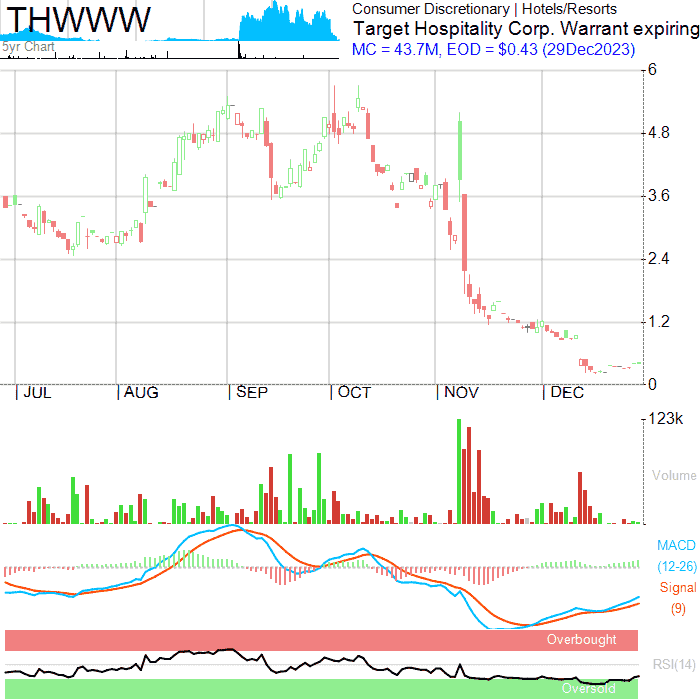 THWWW
5yr Chart
Consumer Discretionary | Hotels/Resorts
Target Hospitality Corp. Warrant expiring
MC = 43.7M, EOD = $0.43 (29Dec2023)
6
4.8
3.6
2.4
1.2
0
JUL AUG SEP OCT NOV DEC
123k
Volume
MACD
(12-26)
Signal
(9)
Overbought
RSI(14)
Oversold